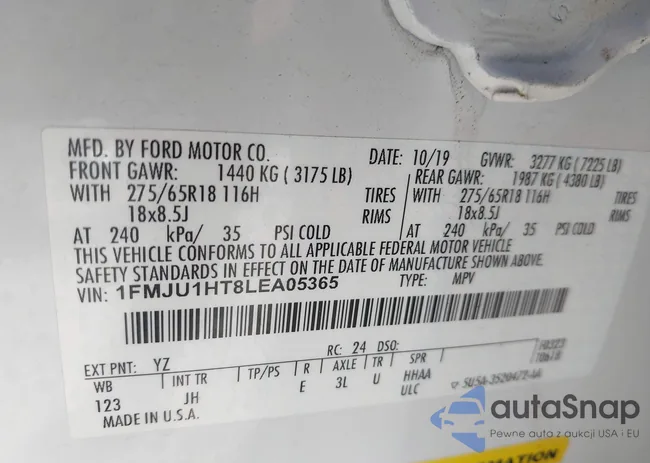 MFD. BY FORD MOTOR CO. DATE: 10/19 GVWR: 3277 KG ( 7225 LB)
FRONT GAWR: 1440 KG ( 3175 LB) REAR GAWR: 1987 KG ( 4380 LB)
WITH 275/65R18 116H TIRES WITH 275/65R18 116H TIRES
18x8.5J RIMS 18x8.5J RIMS
AT 240 kPa/ 35 PSI COLD AT 240 kPa/ 35 PSI COLD
THIS VEHICLE CONFORMS TO ALL APPLICABLE FEDERAL MOTOR VEHICLE
SAFETY STANDARDS IN EFFECT ON THE DATE OF MANUFACTURE SHOWN ABOVE.
VIN: 1FMJU1HT8LEA05365 TYPE: MPV
EXT PNT: YZ RC: 24 DSO:
WB INT TR TP/PS R AXLE TR SPR
123 JH E 3L U HHAA
ULC
MADE IN U.S.A.
autaSnap
Pewne auta z aukcji USA i EU